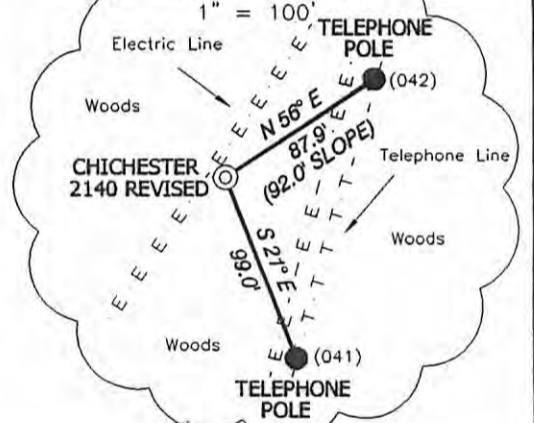 1" = 100'
TELEPHONE
POLE
Electric Line
(042)
Woods
N 56° E
87.9'
(92.0' SLOPE)
CHICHESTER
2140 REVISED
Telephone Line
Woods
S 21° E
99.0'
Woods
(041)
TELEPHONE
POLE
E E E E E E E E E E E
E E E E E E E
T T T T T T